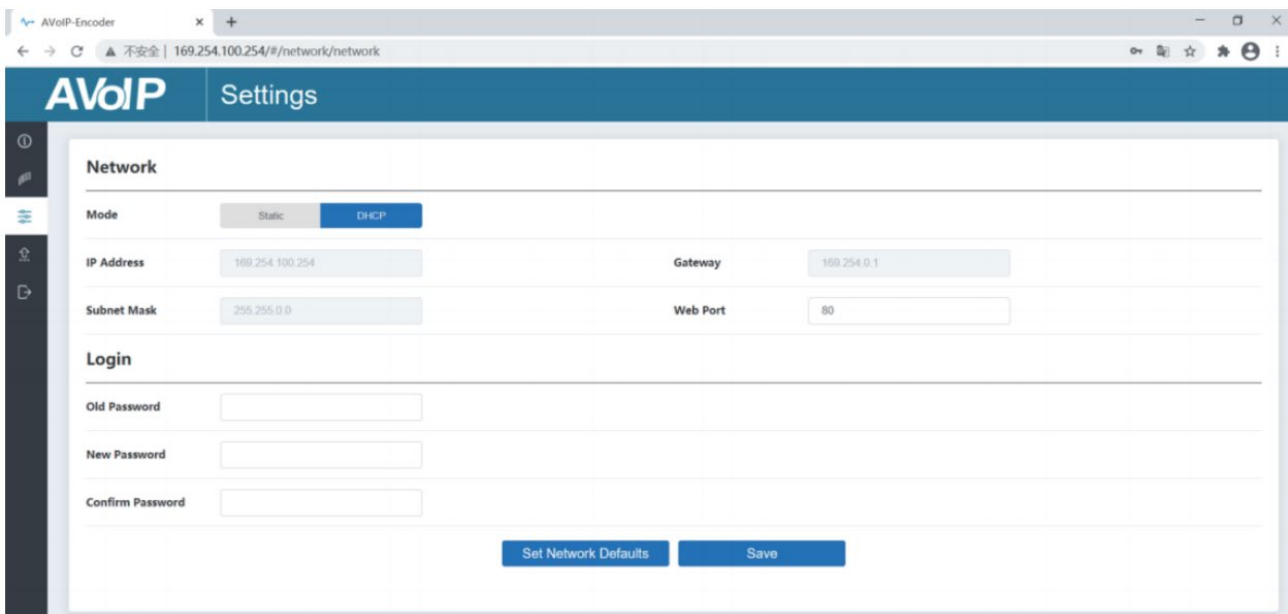 AVoIP-Encoder
不安全 | 169.254.100.254/#/network/network
AVoIP Settings
Network
Mode Static DHCP
IP Address 169.254.100.254 Gateway 169.254.0.1
Subnet Mask 255.255.0.0 Web Port 80
Login
Old Password
New Password
Confirm Password
Set Network Defaults Save